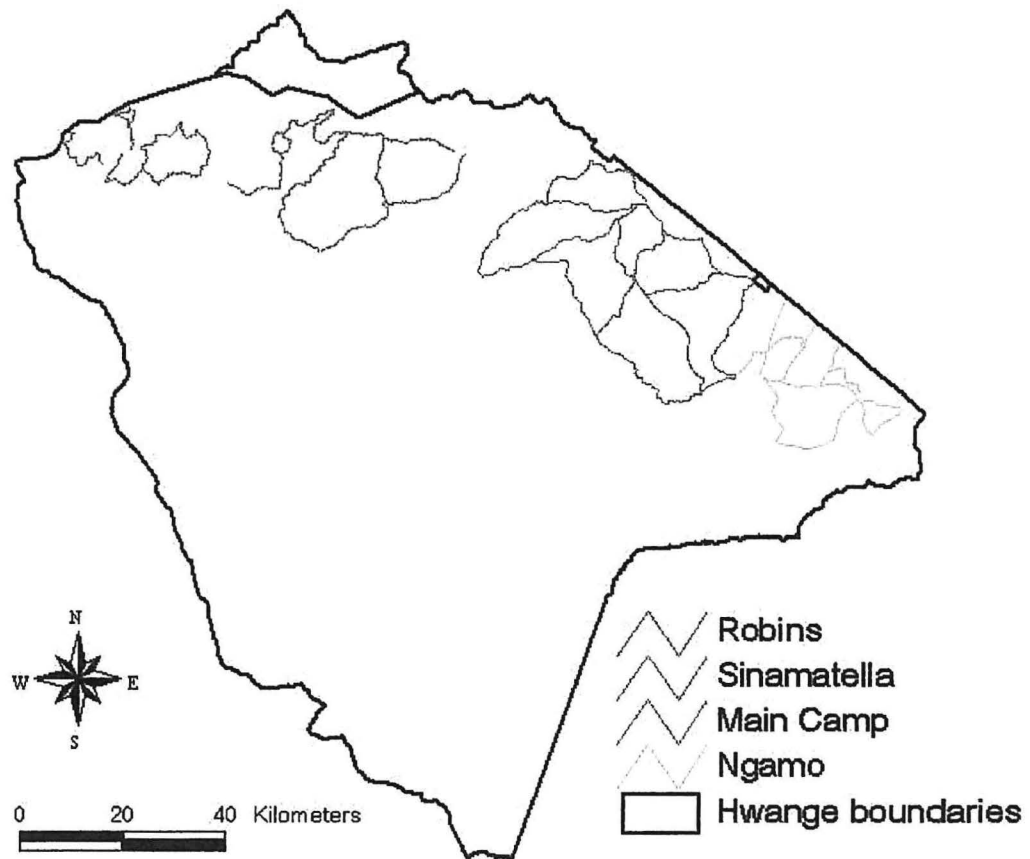 N
W E
S
0 20 40 Kilometers
Robins
Sinamatella
Main Camp
Ngamo
Hwange boundaries